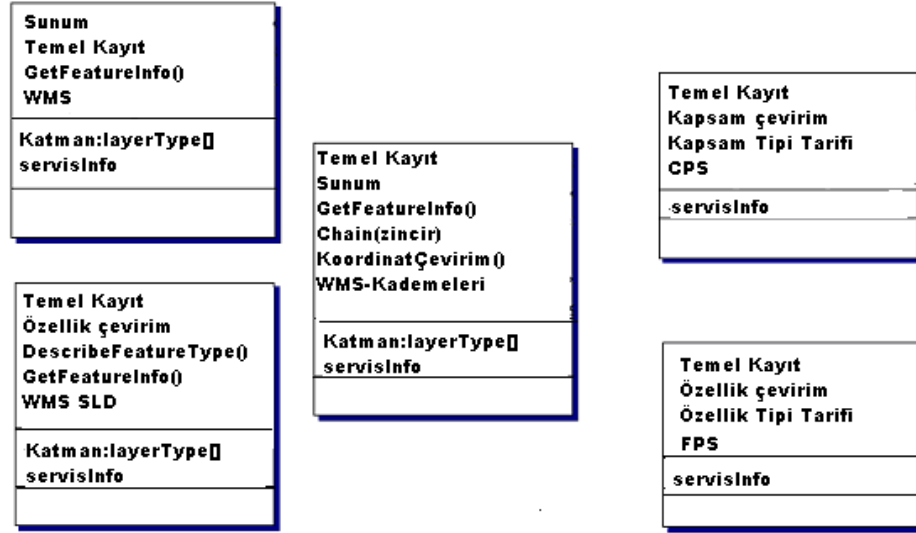 Sunum
Temel Kayıt
GetFeatureInfo()
WMS
Katman:layerType[]
servisInfo
Temel Kayıt
Özellik çevirim
DescribeFeatureType()
GetFeatureInfo()
WMS SLD
Katman:layerType[]
servisInfo
Temel Kayıt
Sunum
GetFeatureInfo()
Chain(zincir)
KoordinatÇevirim()
WMS-Kademeleri
Katman:layerType[]
servisInfo
Temel Kayıt
Kapsam çevirim
Kapsam Tipi Tarifi
CPS
servisInfo
Temel Kayıt
Özellik çevirim
Özellik Tipi Tarifi
FPS
servisInfo